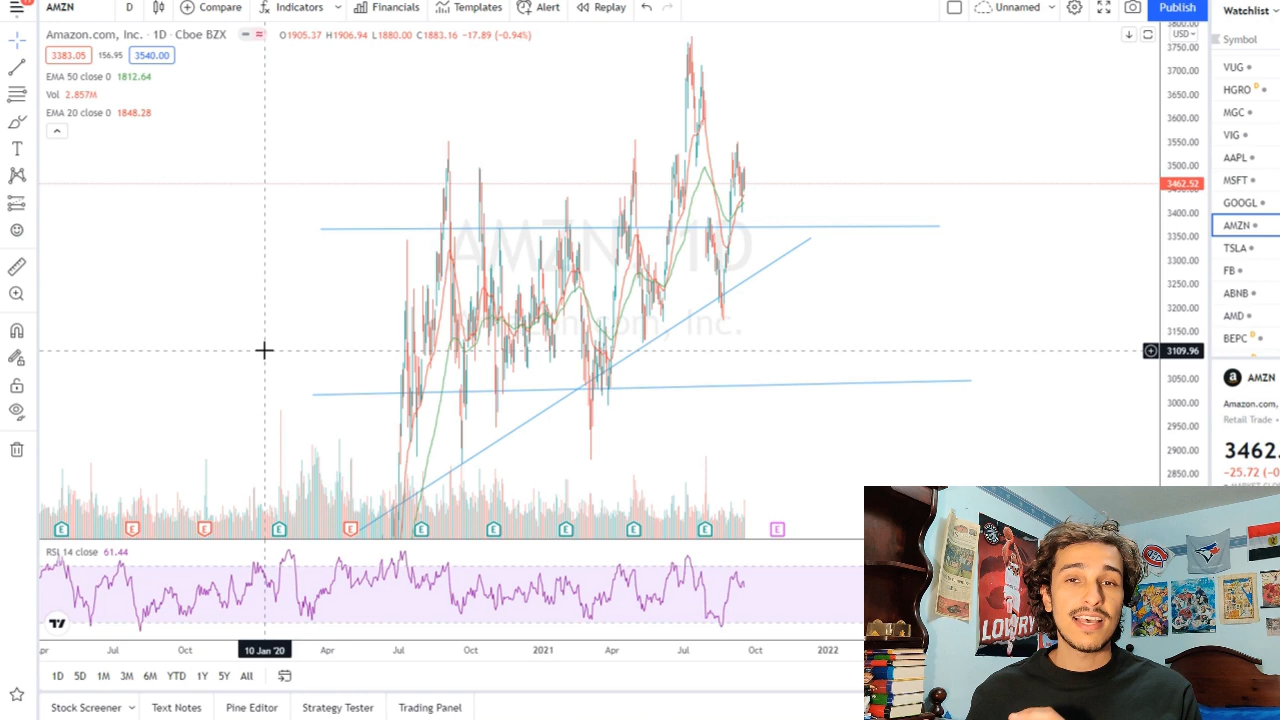 AMZN D Compare Indicators Financials Templates Alert Replay Unnamed Publish Watchlist
Amazon.com, Inc. · 1D · Cboe BZX O1905.37 H1906.94 L1880.00 C1883.16 -17.89 (-0.94%)
3383.05 156.95 3540.00
EMA 50 close 0 1812.64
Vol 2.857M
EMA 20 close 0 1848.28
AMZN, 1D
USD
3750.00
3700.00
3650.00
3600.00
3550.00
3500.00
3462.52
3400.00
3350.00
3300.00
3250.00
3200.00
3150.00
3109.96
3050.00
3000.00
2950.00
2900.00
2850.00
Symbol
VUG
HGRO D
MGC
VIG
AAPL
MSFT
GOOGL
AMZN
TSLA
FB
ABNB
AMD
BEPC D
AMZN
Amazon.com,
Retail Trade
3462.
-25.72
E E E E E E E E E E E
RSI 14 close 61.44
LOWRY
Jul Oct 10 Jan '20 Apr Jul Oct 2021 Apr Jul Oct 2022
1D 5D 1M 3M 6M YTD 1Y 5Y All
Stock Screener Text Notes Pine Editor Strategy Tester Trading Panel